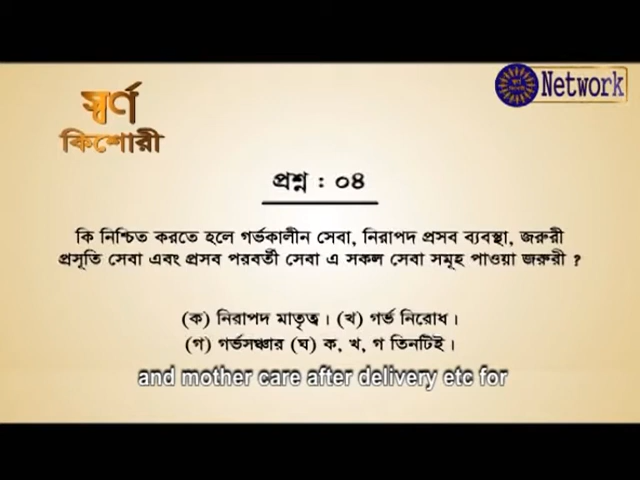 স্বর্ণ
কিশোরী
Network
প্রশ্ন : ০৪
কি নিশ্চিত করতে হলে গর্ভকালীন সেবা, নিরাপদ প্রসব ব্যবস্থা, জরুরী
প্রসূতি সেবা এবং প্রসব পরবর্তী সেবা এ সকল সেবা সমূহ পাওয়া জরুরী ?
(ক) নিরাপদ মাতৃত্ব। (খ) গর্ভ নিরোধ।
(গ) গর্ভসঞ্চার (ঘ) ক, খ, গ তিনটিই।
and mother care after delivery etc for